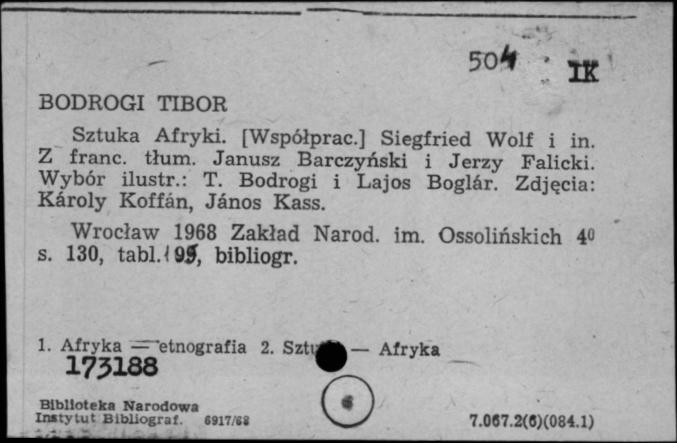 504 IK
BODROGI TIBOR
Sztuka Afryki. [Współprac.] Siegfried Wolf i in.
Z franc. tłum. Janusz Barczyński i Jerzy Falicki.
Wybór ilustr.: T. Bodrogi i Lajos Boglár. Zdjęcia:
Károly Koffán, János Kass.
Wrocław 1968 Zakład Narod. im. Ossolińskich 4⁰
s. 130, tabl. 195, bibliogr.
1. Afryka — etnografia 2. — Afryka
173188
Biblioteka Narodowa
Instytut Bibliograf. 6917/68
6
7.067.2(6)(084.1)